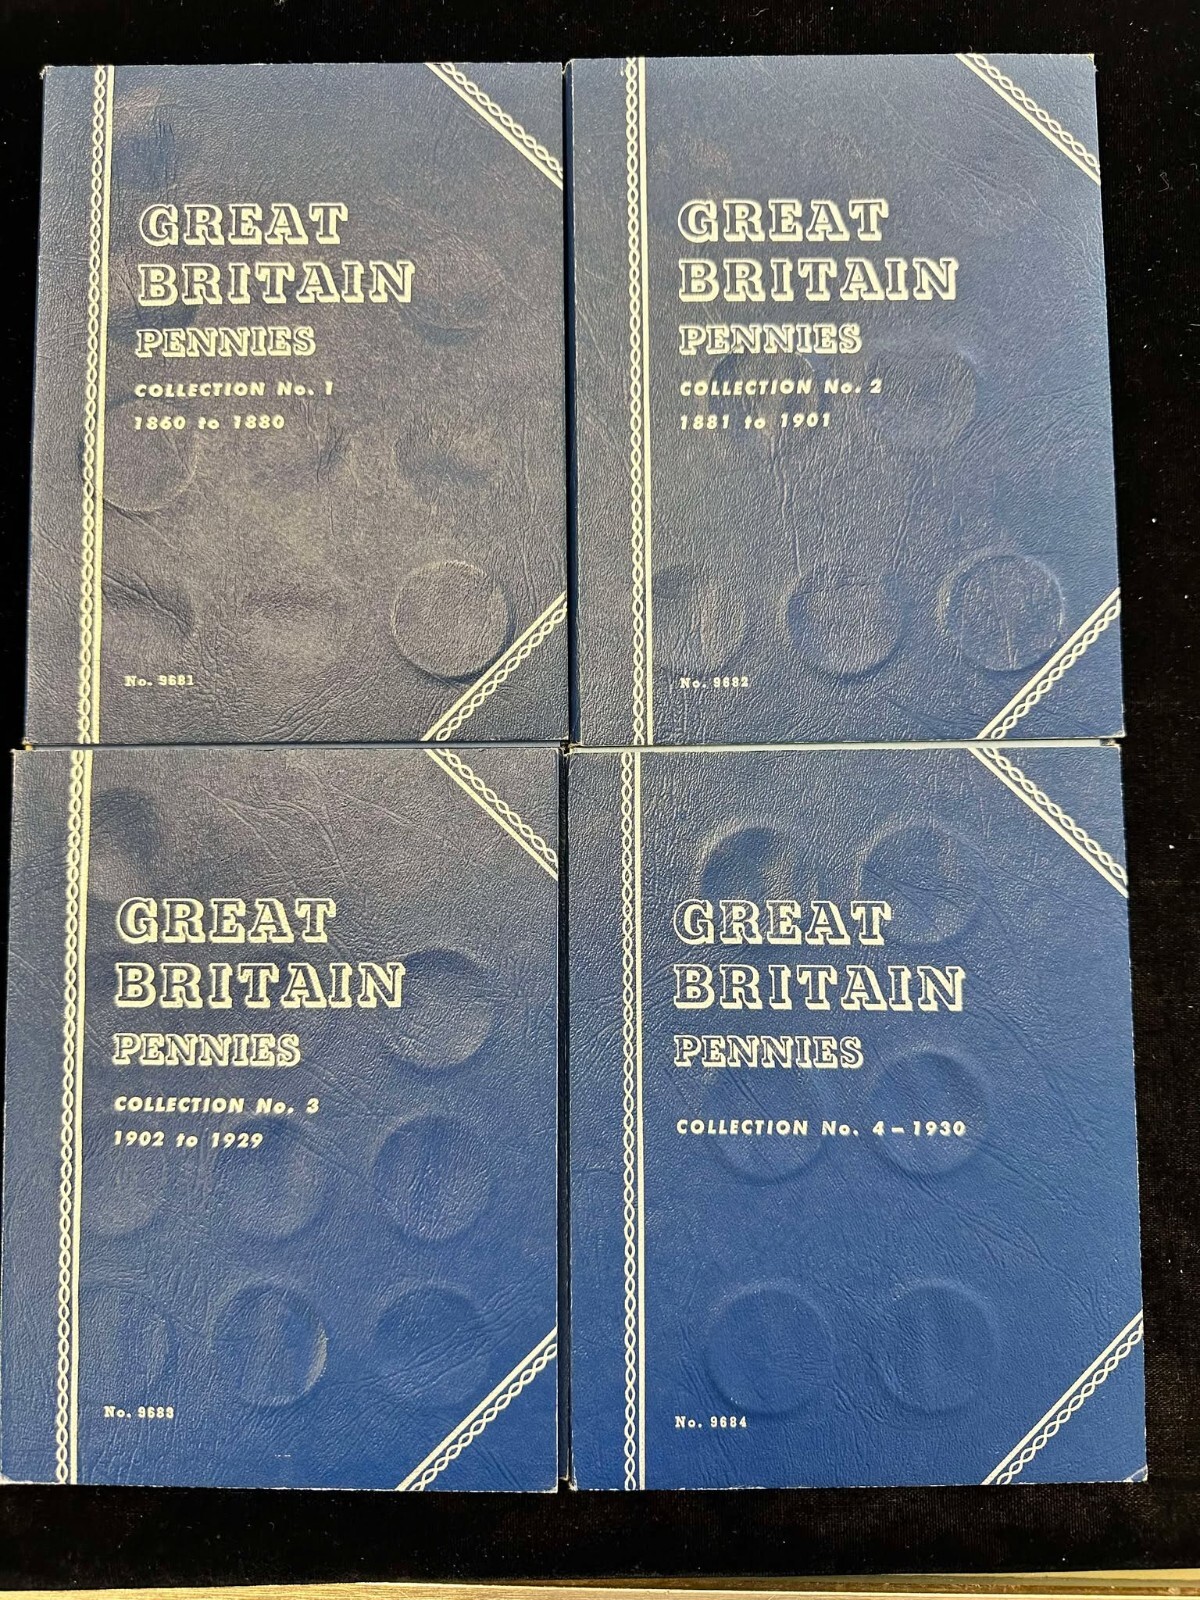 GREAT
BRITAIN
PENNIES
COLLECTION No. 1
1860 to 1880
No. 9681
GREAT
BRITAIN
PENNIES
COLLECTION No. 2
1881 to 1901
No. 9682
GREAT
BRITAIN
PENNIES
COLLECTION No. 3
1902 to 1929
No. 9683
GREAT
BRITAIN
PENNIES
COLLECTION No. 4 – 1930
No. 9684